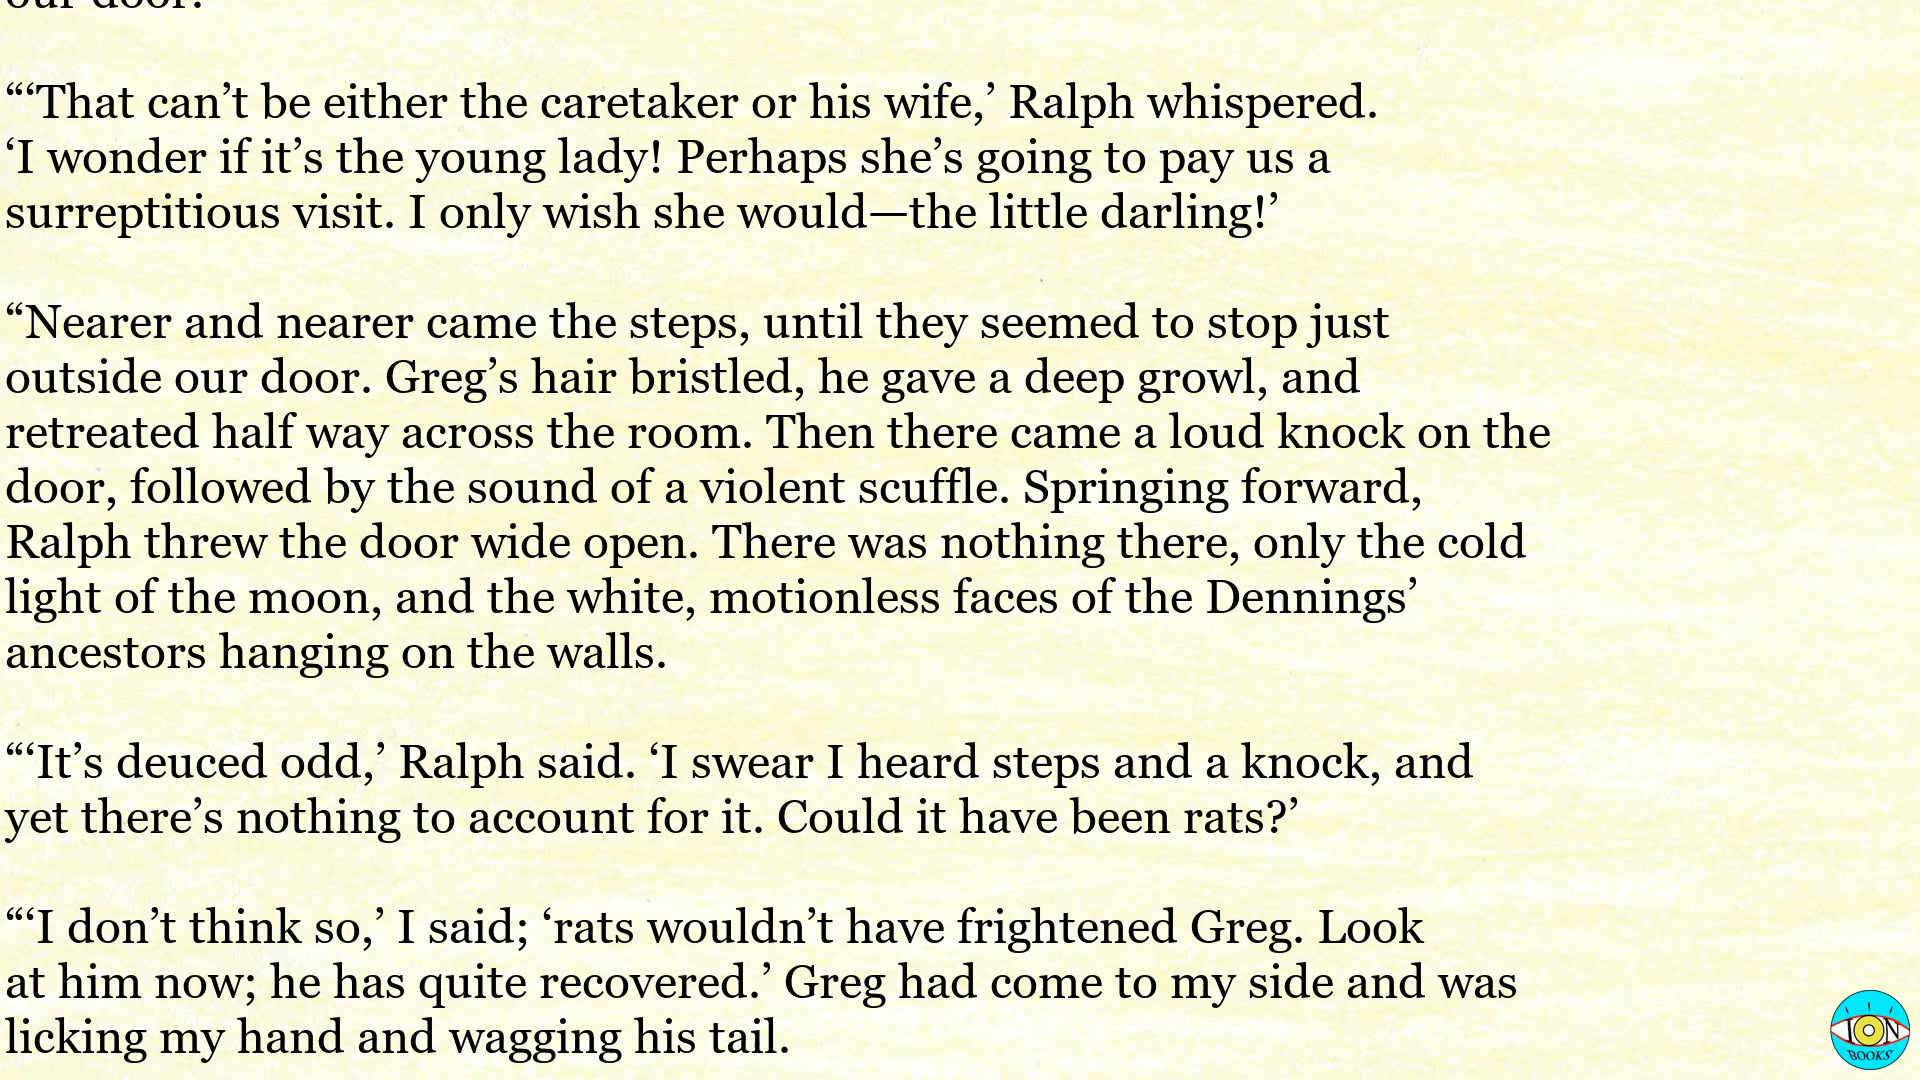 our door.
“‘That can’t be either the caretaker or his wife,’ Ralph whispered.
‘I wonder if it’s the young lady! Perhaps she’s going to pay us a
surreptitious visit. I only wish she would—the little darling!’
“Nearer and nearer came the steps, until they seemed to stop just
outside our door. Greg’s hair bristled, he gave a deep growl, and
retreated half way across the room. Then there came a loud knock on the
door, followed by the sound of a violent scuffle. Springing forward,
Ralph threw the door wide open. There was nothing there, only the cold
light of the moon, and the white, motionless faces of the Dennings’
ancestors hanging on the walls.
“‘It’s deuced odd,’ Ralph said. ‘I swear I heard steps and a knock, and
yet there’s nothing to account for it. Could it have been rats?’
“‘I don’t think so,’ I said; ‘rats wouldn’t have frightened Greg. Look
at him now; he has quite recovered.’ Greg had come to my side and was
licking my hand and wagging his tail.
ION
BOOKS